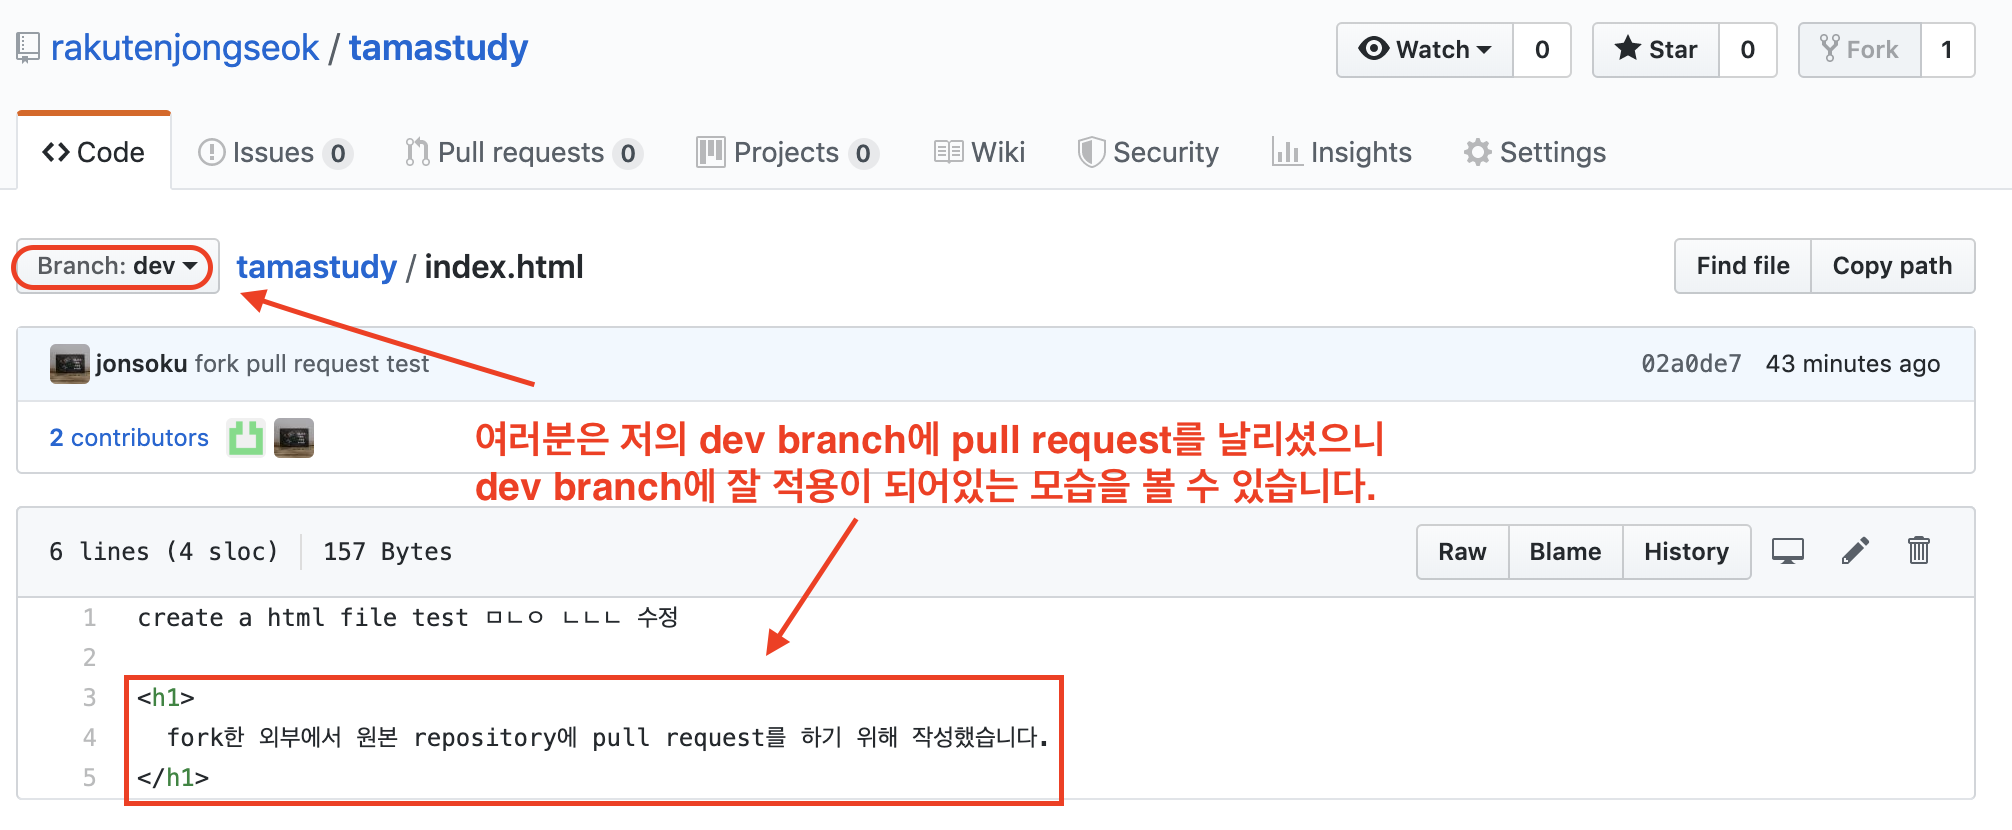 rakutenjongseok / tamastudy
Watch 0 Star 0 Fork 1
Code Issues 0 Pull requests 0 Projects 0 Wiki Security Insights Settings
Branch: dev tamastudy / index.html Find file Copy path
jonsoku fork pull request test 02a0de7 43 minutes ago
2 contributors
여러분은 저의 dev branch에 pull request를 날리셨으니
dev branch에 잘 적용이 되어있는 모습을 볼 수 있습니다.
6 lines (4 sloc) 157 Bytes Raw Blame History
1 create a html file test ㅁㄴㅇ ㄴㄴㄴ 수정
2
3 <h1>
4 fork한 외부에서 원본 repository에 pull request를 하기 위해 작성했습니다.
5 </h1>